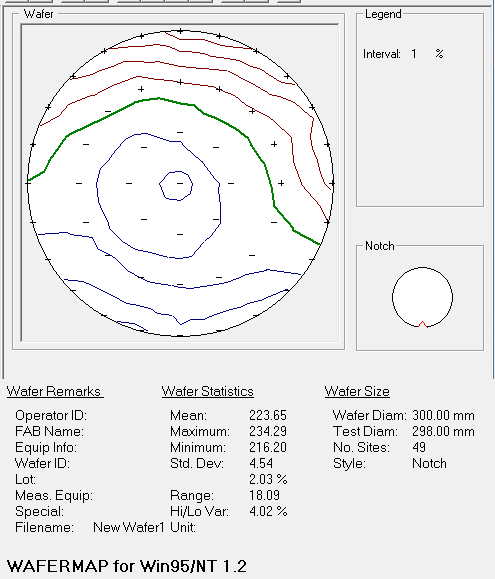 Wafer
Legend
Interval: 1 %
Notch
Wafer Remarks
Operator ID:
FAB Name:
Equip Info:
Wafer ID:
Lot:
Meas. Equip:
Special:
Filename: New Wafer1
Wafer Statistics
Mean: 223.65
Maximum: 234.29
Minimum: 216.20
Std. Dev: 4.54
2.03 %
Range: 18.09
Hi/Lo Var: 4.02 %
Unit:
Wafer Size
Wafer Diam: 300.00 mm
Test Diam: 298.00 mm
No. Sites: 49
Style: Notch
WAFERMAP for Win95/NT 1.2